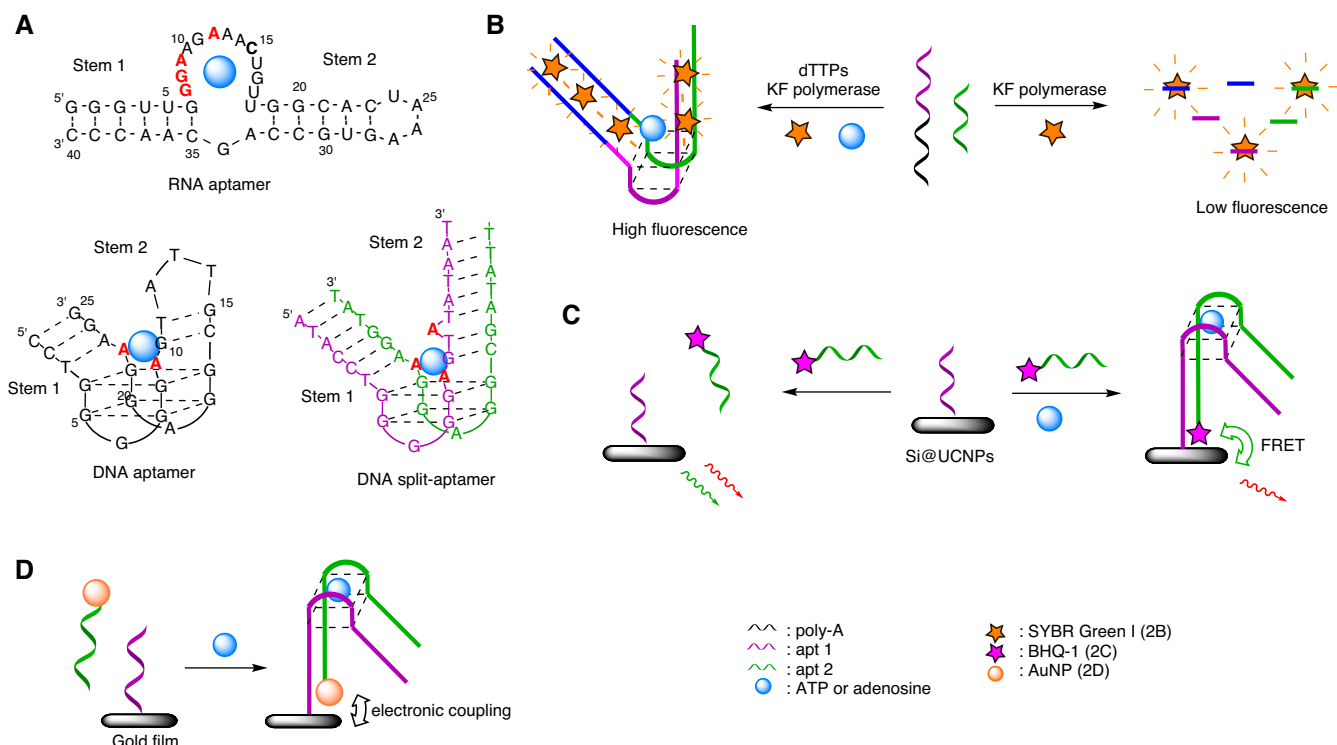 A
Stem 1
Stem 2
10
15
A G A A A C
A
G
G
5
U
G
U
20
25
5' G G G U U G
U G G C A C U A
A
3' C C C A A C G A C C G U G A
40
35
30
RNA aptamer
Stem 2
T
A
T
15
3'
25
G G A A
5'
C C T G G G G G A G T
10
G C G G A G G
Stem 1
20
5
DNA aptamer
3'
Stem 2
T A A T A T
A
T G A G
T T A T A G C G G A G G
A A G G T A T
3'
5'
A T A C C T G G G
Stem 1
DNA split-aptamer
B
dTTPs
KF polymerase
KF polymerase
High fluorescence
Low fluorescence
C
Si@UCNPs
FRET
D
electronic coupling
Gold film
: poly-A
: apt 1
: apt 2
: ATP or adenosine
: SYBR Green I (2B)
: BHQ-1 (2C)
: AuNP (2D)